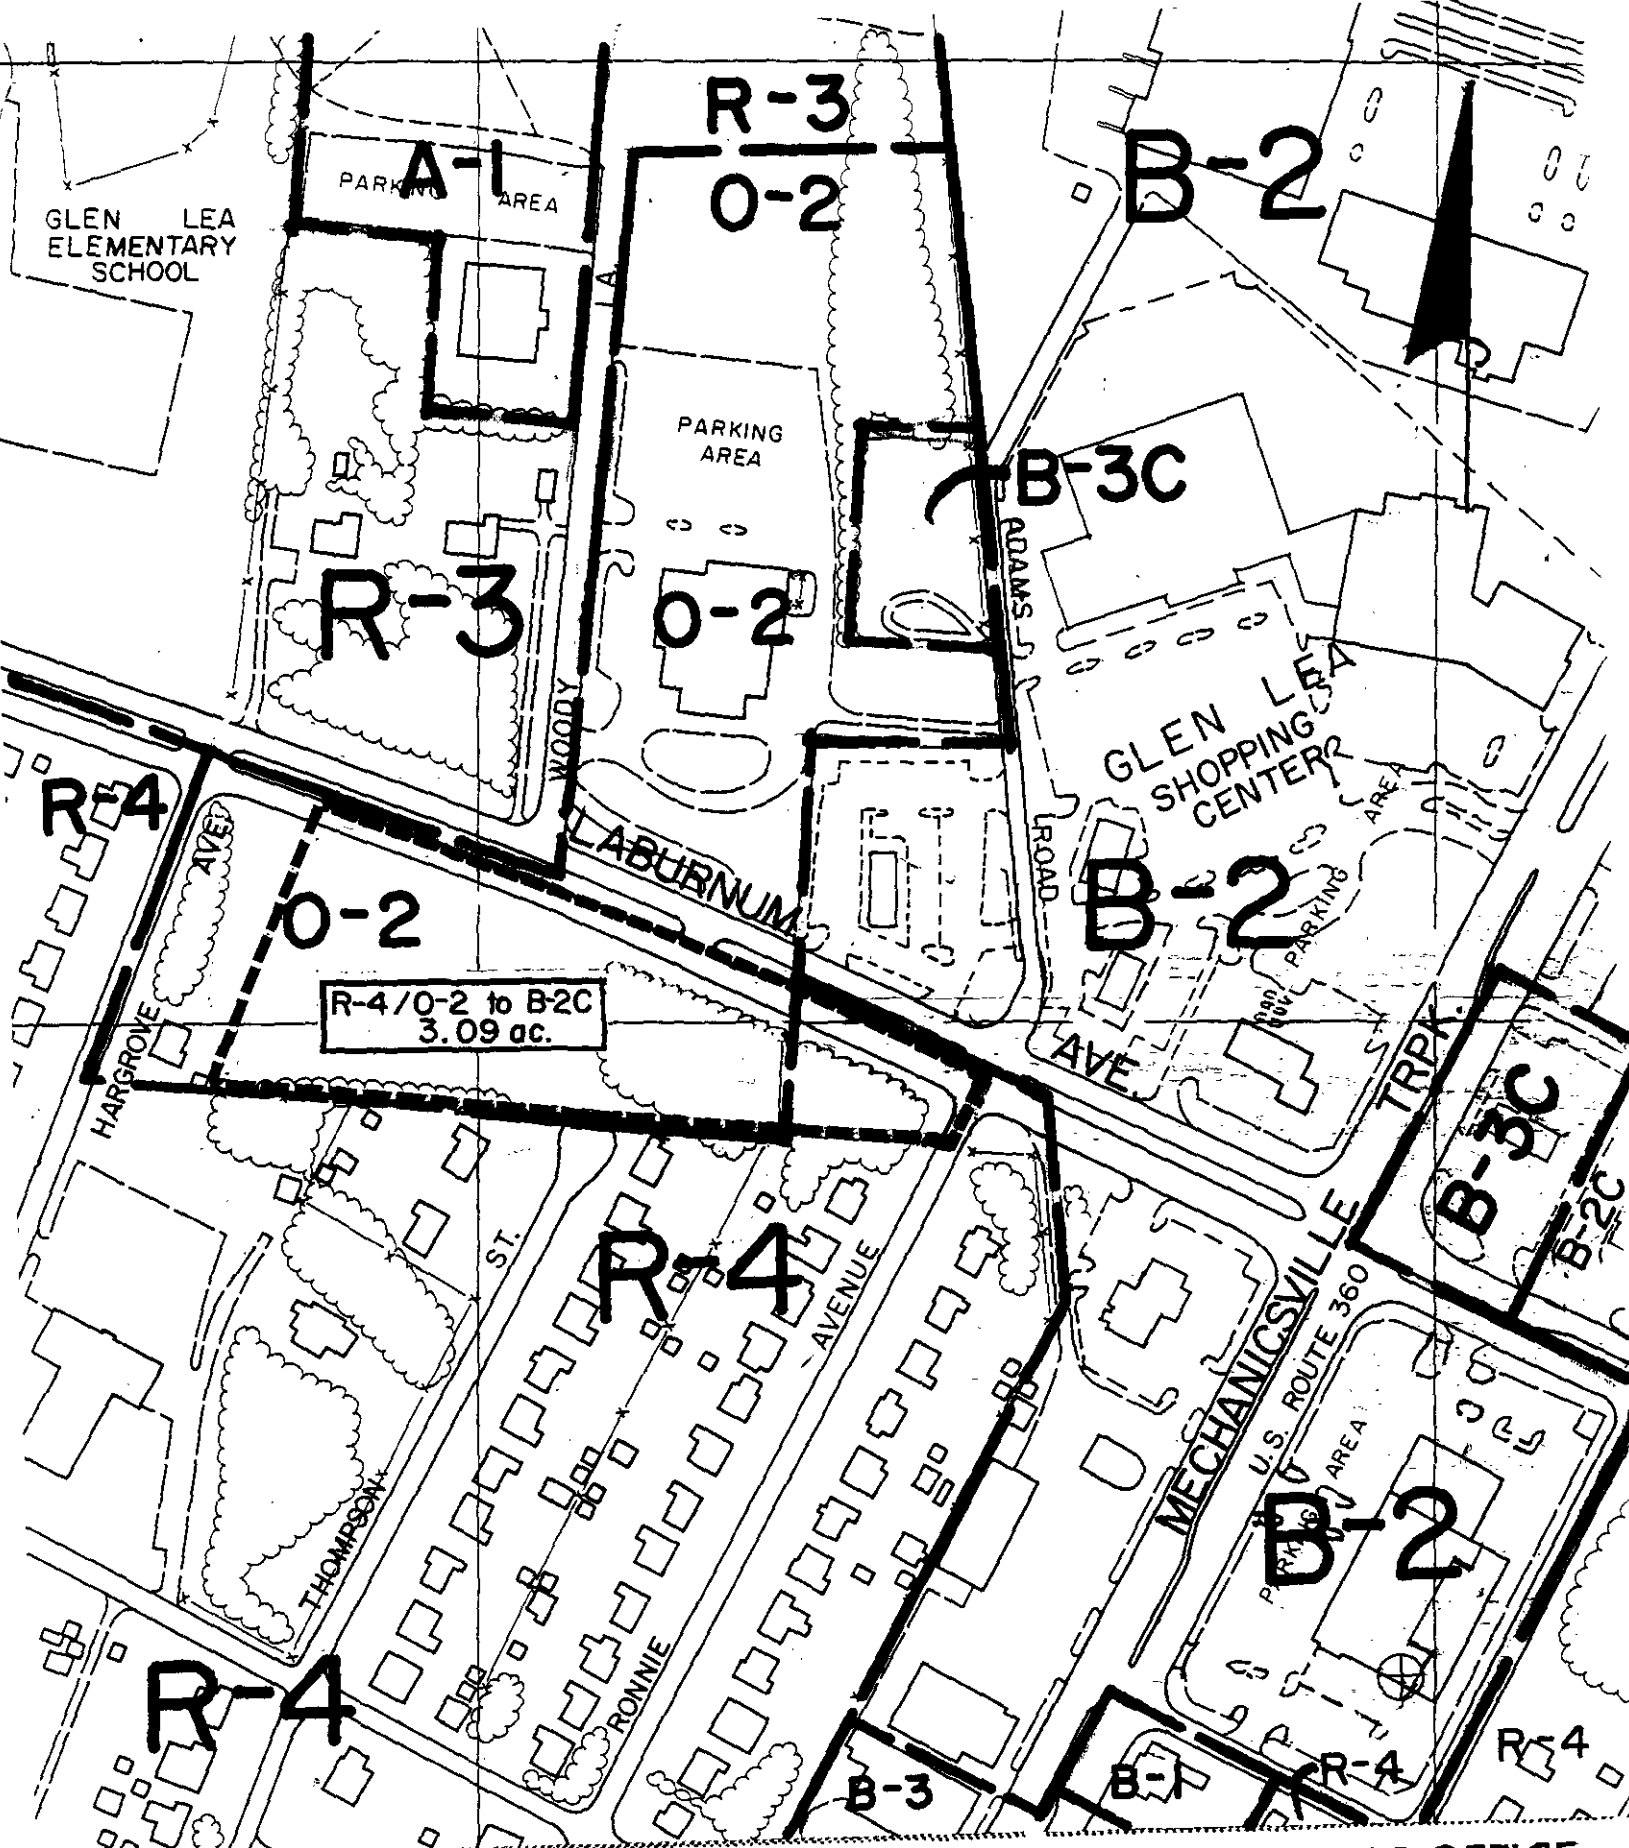 R-3
A-1
PARKING AREA
O-2
B-2
GLEN LEA
ELEMENTARY
SCHOOL
LA
PARKING
AREA
B-3C
ADAMS
R-3
O-2
WOODY
GLEN LEA
SHOPPING
CENTER
R-4
AVE.
LABURNUM
ROAD
AREA
PARKING
B-2
O-2
R-4/O-2 to B-2C
3.09 ac.
HARGROVE
AVE
TRPK.
B-3C
B-2C
ST.
R-4
AVENUE
MECHANICSVILLE
U.S. ROUTE 360
PARKING AREA
B-2
THOMPSON
RONNIE
R-4
B-3
B-1
R-4
R-4